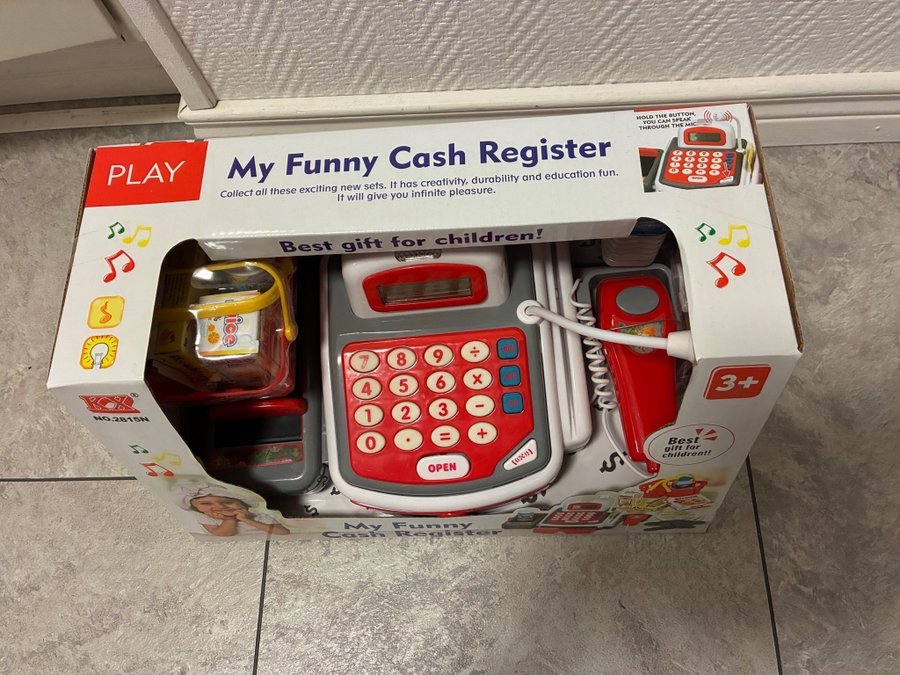 PLAY
My Funny Cash Register
Collect all these exciting new sets. It has creativity, durability and education fun.
It will give you infinite pleasure.
HOLD THE BUTTON,
YOU CAN SPEAK
THROUGH THE
Best gift for children!
7 8 9 ÷
4 5 6 ×
1 2 3 −
0 · = +
OPEN
NO.2815N
3+
Best
gift for
children!!
My Funny
Cash Register